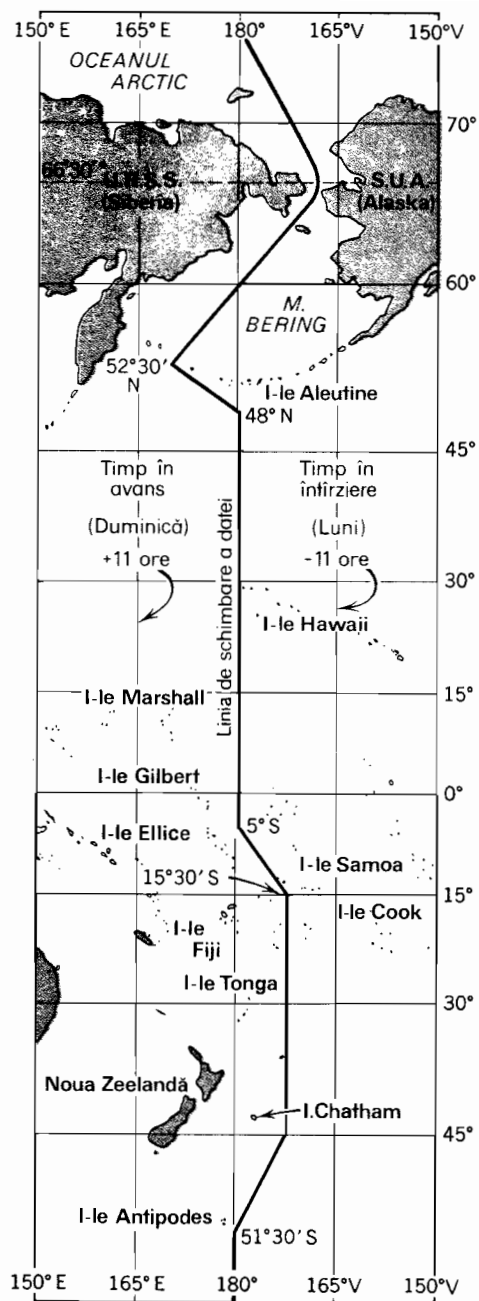 150° E 165° E 180° 165°V 150°V
OCEANUL
ARCTIC
70°
66°30′
U.R.S.S.
(Siberia)
S.U.A.
(Alaska)
60°
M.
BERING
52°30′
N
I-le Aleutine
48° N
45°
Timp în
avans
(Duminică)
+11 ore
Timp în
întîrziere
(Luni)
-11 ore
Linia de schimbare a datei
30°
I-le Hawaii
I-le Marshall
15°
I-le Gilbert
0°
5° S
I-le Ellice
I-le Samoa
15°30′ S
15°
I-le Cook
I-le
Fiji
I-le Tonga
30°
Noua Zeelandă
I.Chatham
45°
I-le Antipodes
51°30′ S
150° E 165° E 180° 165°V 150°V